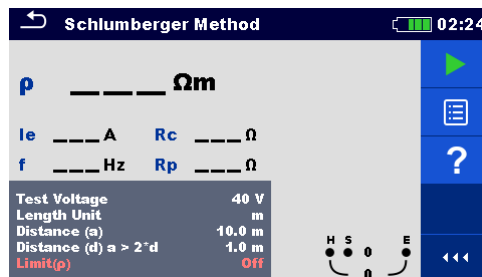 Schlumberger Method 02:24
ρ ___ Ωm
Ie ___ A Rc ___ Ω
f ___ Hz Rp ___ Ω
?
Test Voltage 40 V
Length Unit m
Distance (a) 10.0 m
Distance (d) a > 2*d 1.0 m
Limit(ρ) Off
H S 0 E
0